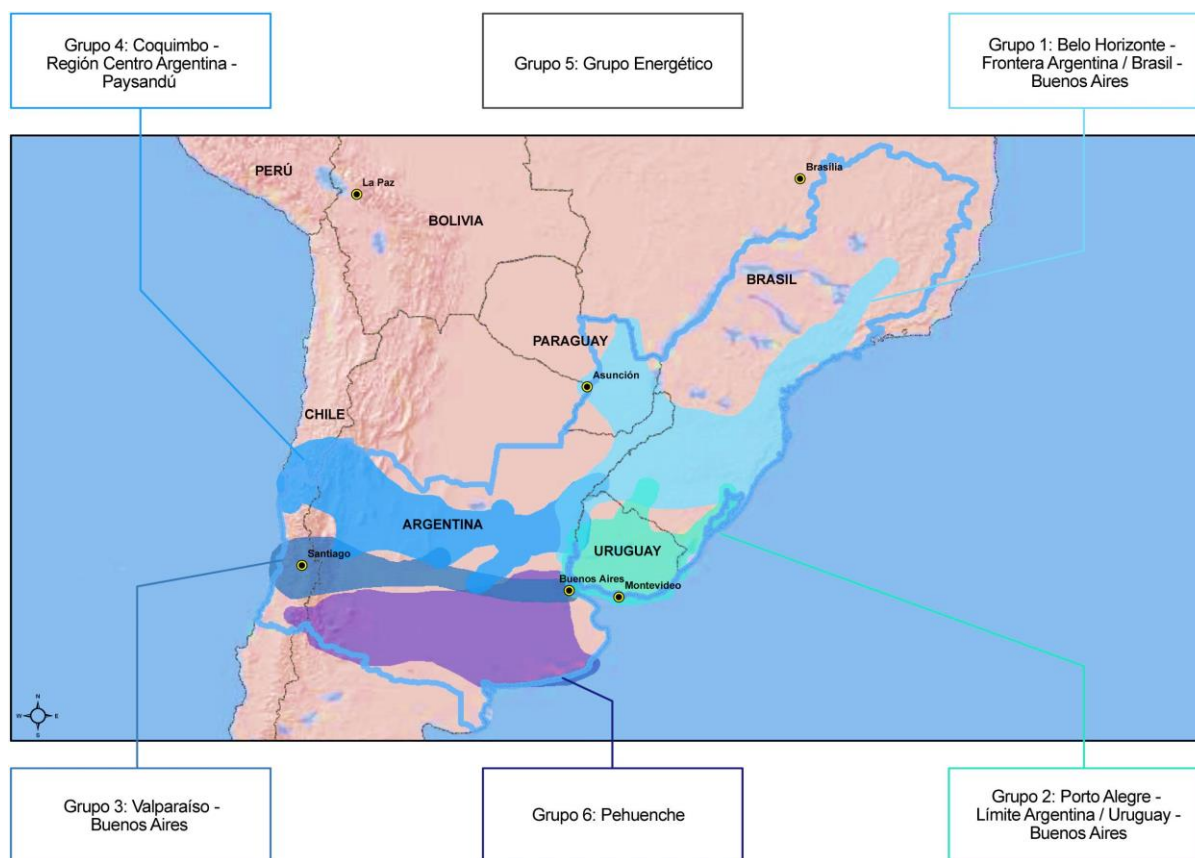 Grupo 4: Coquimbo -
Región Centro Argentina -
Paysandú
Grupo 5: Grupo Energético
Grupo 1: Belo Horizonte -
Frontera Argentina / Brasil -
Buenos Aires
PERÚ
La Paz
BOLIVIA
Brasilia
BRASIL
PARAGUAY
Asunción
CHILE
ARGENTINA
URUGUAY
Santiago
Buenos Aires
Montevideo
N
W
E
S
Grupo 3: Valparaíso -
Buenos Aires
Grupo 6: Pehuenche
Grupo 2: Porto Alegre -
Límite Argentina / Uruguay -
Buenos Aires